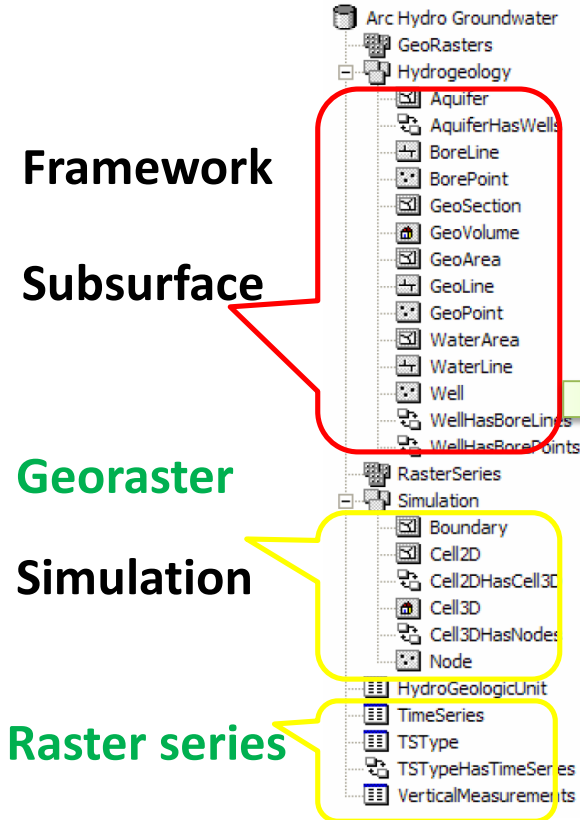 Arc Hydro Groundwater
GeoRasters
Hydrogeology
Aquifer
AquiferHasWells
BoreLine
BorePoint
GeoSection
GeoVolume
GeoArea
GeoLine
GeoPoint
WaterArea
WaterLine
Well
WellHasBoreLines
WellHasBorePoints
RasterSeries
Simulation
Boundary
Cell2D
Cell2DHasCell3D
Cell3D
Cell3DHasNodes
Node
HydroGeologicUnit
TimeSeries
TSType
TSTypeHasTimeSeries
VerticalMeasurements
Framework
Subsurface
Georaster
Simulation
Raster series